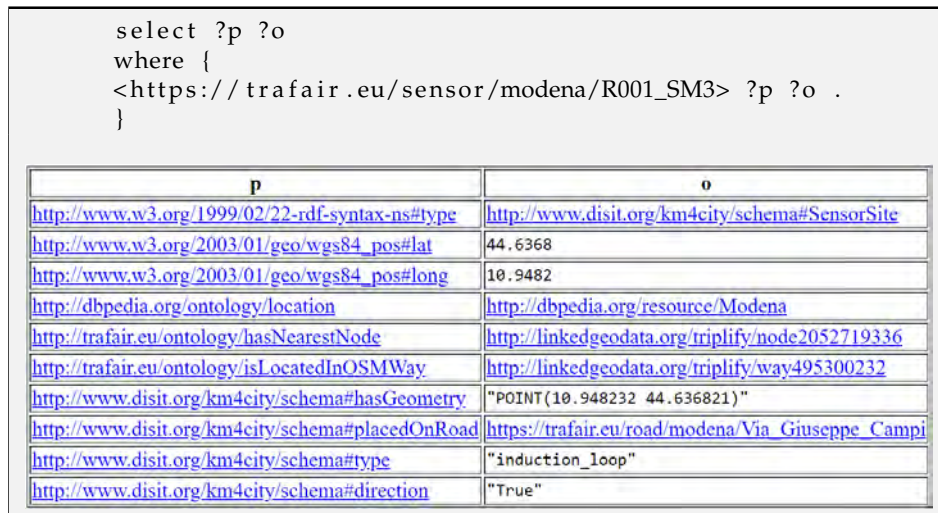 select ?p ?o
where {
<https://trafair.eu/sensor/modena/R001_SM3> ?p ?o .
}
p o
http://www.w3.org/1999/02/22-rdf-syntax-ns#type http://www.disit.org/km4city/schema#SensorSite
http://www.w3.org/2003/01/geo/wgs84_pos#lat 44.6368
http://www.w3.org/2003/01/geo/wgs84_pos#long 10.9482
http://dbpedia.org/ontology/location http://dbpedia.org/resource/Modena
http://trafair.eu/ontology/hasNearestNode http://linkedgeodata.org/triplify/node2052719336
http://trafair.eu/ontology/isLocatedInOSMWay http://linkedgeodata.org/triplify/way495300232
http://www.disit.org/km4city/schema#hasGeometry "POINT(10.948232 44.636821)"
http://www.disit.org/km4city/schema#placedOnRoad https://trafair.eu/road/modena/Via_Giuseppe_Campi
http://www.disit.org/km4city/schema#type "induction_loop"
http://www.disit.org/km4city/schema#direction "True"